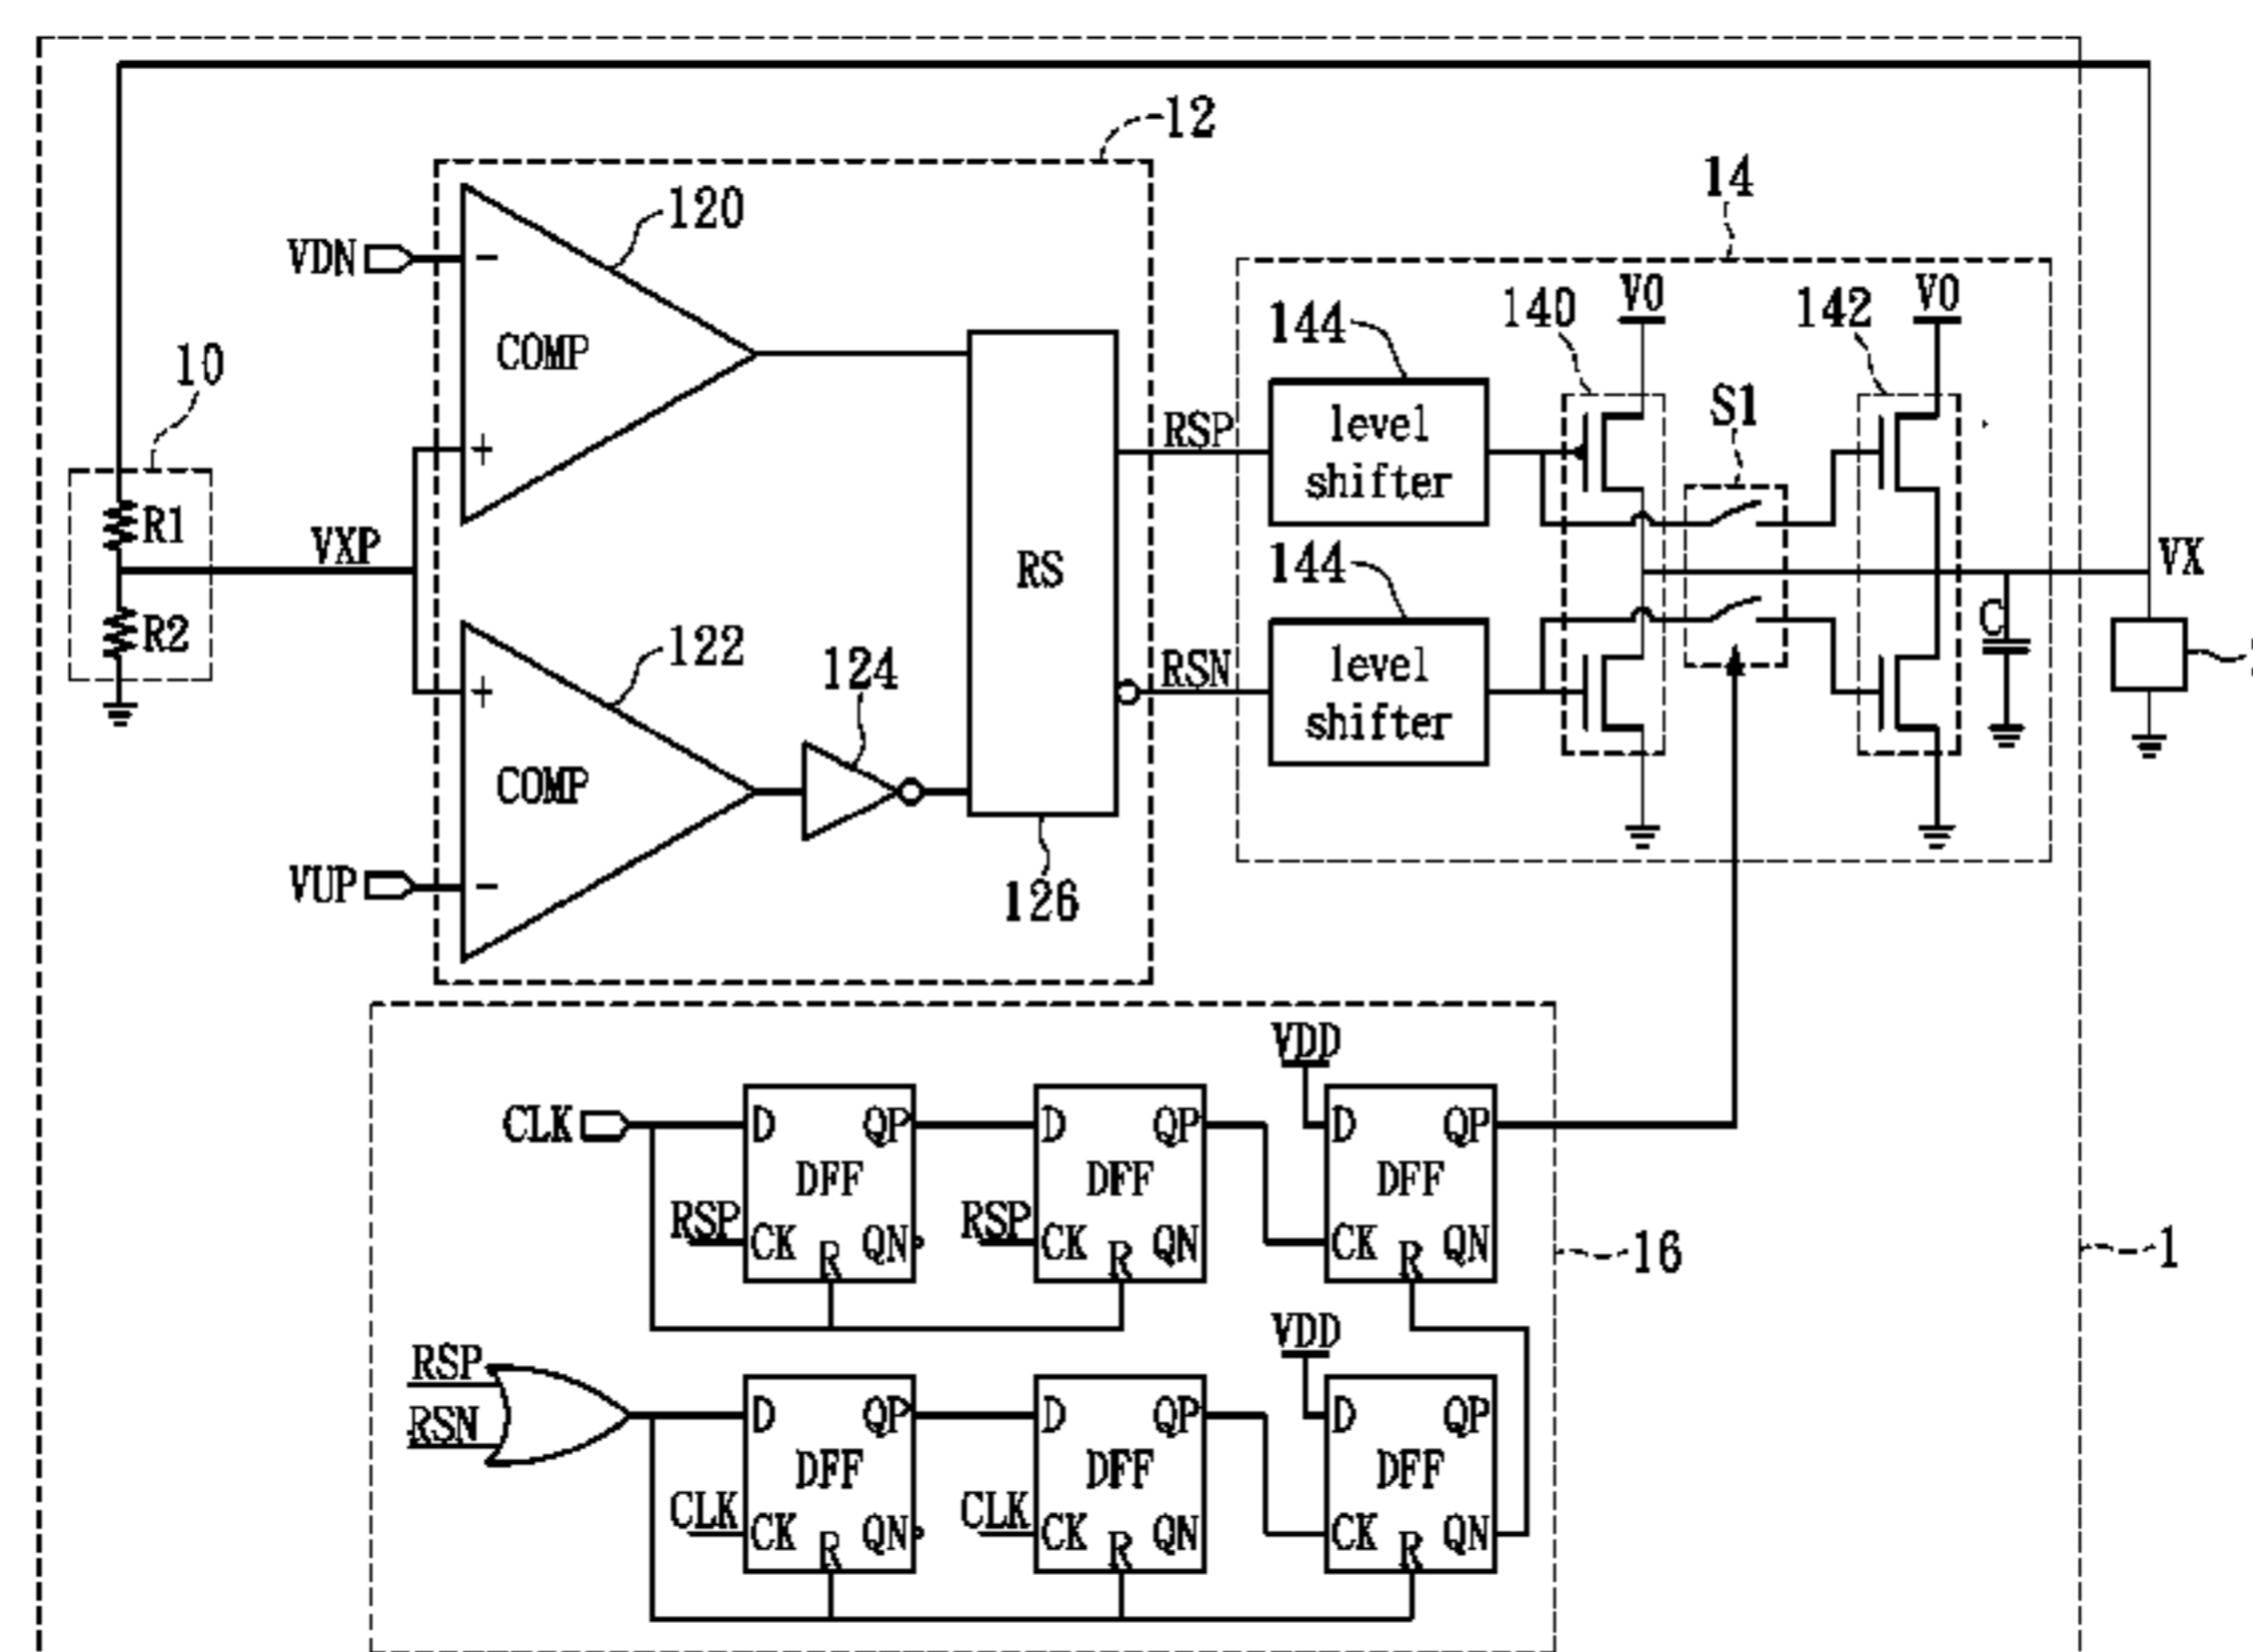 12
14
120
VDN
-
COMP
+
10
R1
R2
VXP
144
level
shifter
140
V0
142
V0
S1
RSP
RS
144
level
shifter
RSN
VX
C
122
124
+
COMP
VUP
-
126
VDD
CLK
D QP
DFF
RSP CK R QN
D QP
DFF
RSP CK R QN
D QP
DFF
CK R QN
16
1
VDD
RSP
RSN
D QP
DFF
CLK CK R QN
D QP
DFF
CLK CK R QN
D QP
DFF
CK R QN